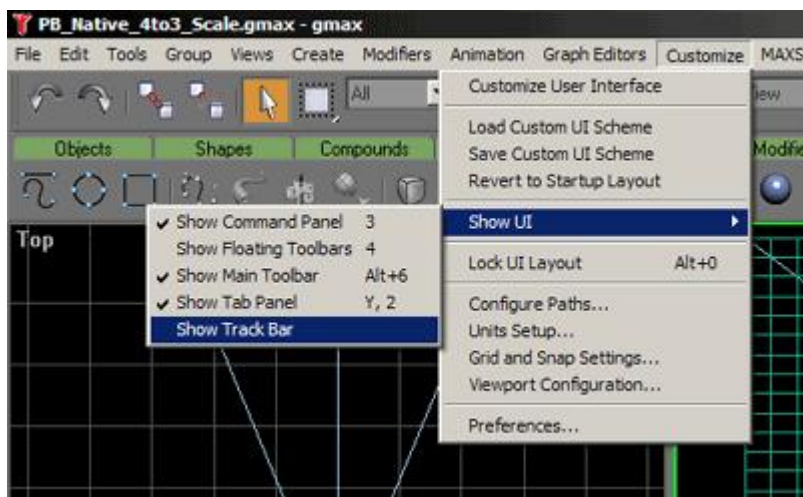 PB_Native_4to3_Scale.gmax - gmax
File Edit Tools Group Views Create Modifiers Animation Graph Editors Customize MAXS
All
Objects Shapes Compounds
Top
Customize User Interface
Load Custom UI Scheme
Save Custom UI Scheme
Revert to Startup Layout
Show UI
Lock UI Layout Alt+0
Configure Paths...
Units Setup...
Grid and Snap Settings...
Viewport Configuration...
Preferences...
Show Command Panel 3
Show Floating Toolbars 4
Show Main Toolbar Alt+6
Show Tab Panel Y, 2
Show Track Bar